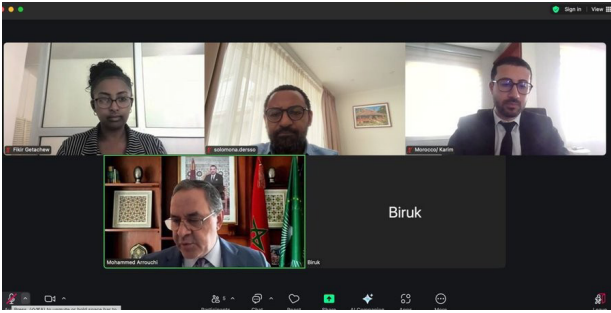 Sign in
View
Fikir Getachew
solomona.dersso
Morocco/ Karim
Biruk
Mohammed Arrouchi
Biruk
5
Participants
Chat
React
Share
AI Companion
Apps
More